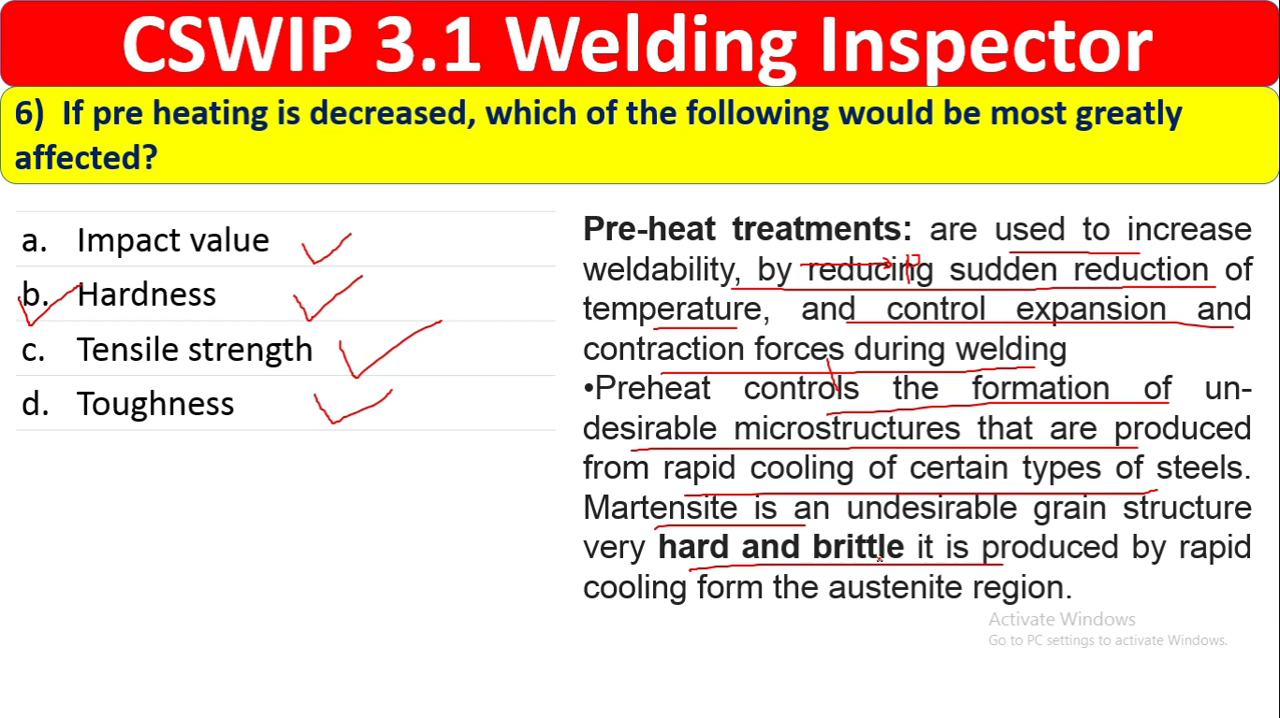 CSWIP 3.1 Welding Inspector
6) If pre heating is decreased, which of the following would be most greatly
affected?
a. Impact value
b. Hardness
c. Tensile strength
d. Toughness
Pre-heat treatments: are used to increase
weldability, by reducing sudden reduction of
temperature, and control expansion and
contraction forces during welding
•Preheat controls the formation of un-
desirable microstructures that are produced
from rapid cooling of certain types of steels.
Martensite is an undesirable grain structure
very hard and brittle it is produced by rapid
cooling form the austenite region.
Activate Windows
Go to PC settings to activate Windows.